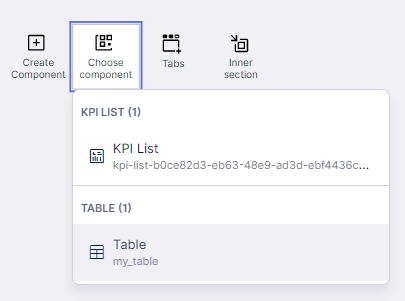 Create
Component
Choose
component
Tabs
Inner
section
KPI LIST (1)
KPI List
kpi-list-b0ce82d3-eb63-48e9-ad3d-ebf4436c...
TABLE (1)
Table
my_table